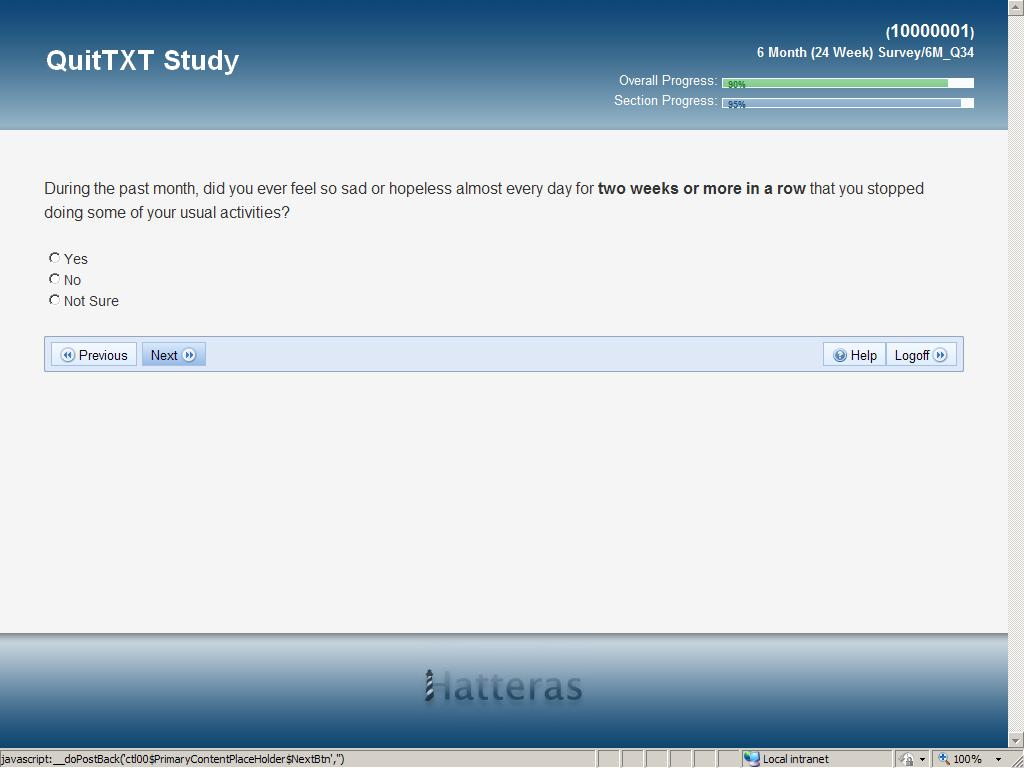 QuitTXT Study
(10000001)
6 Month (24 Week) Survey/6M_Q34
Overall Progress: 90%
Section Progress: 95%
During the past month, did you ever feel so sad or hopeless almost every day for two weeks or more in a row that you stopped
doing some of your usual activities?
Yes
No
Not Sure
Previous Next Help Logoff
Hatteras
javascript:__doPostBack('ctl00$PrimaryContentPlaceHolder$NextBtn','') Local intranet 100%